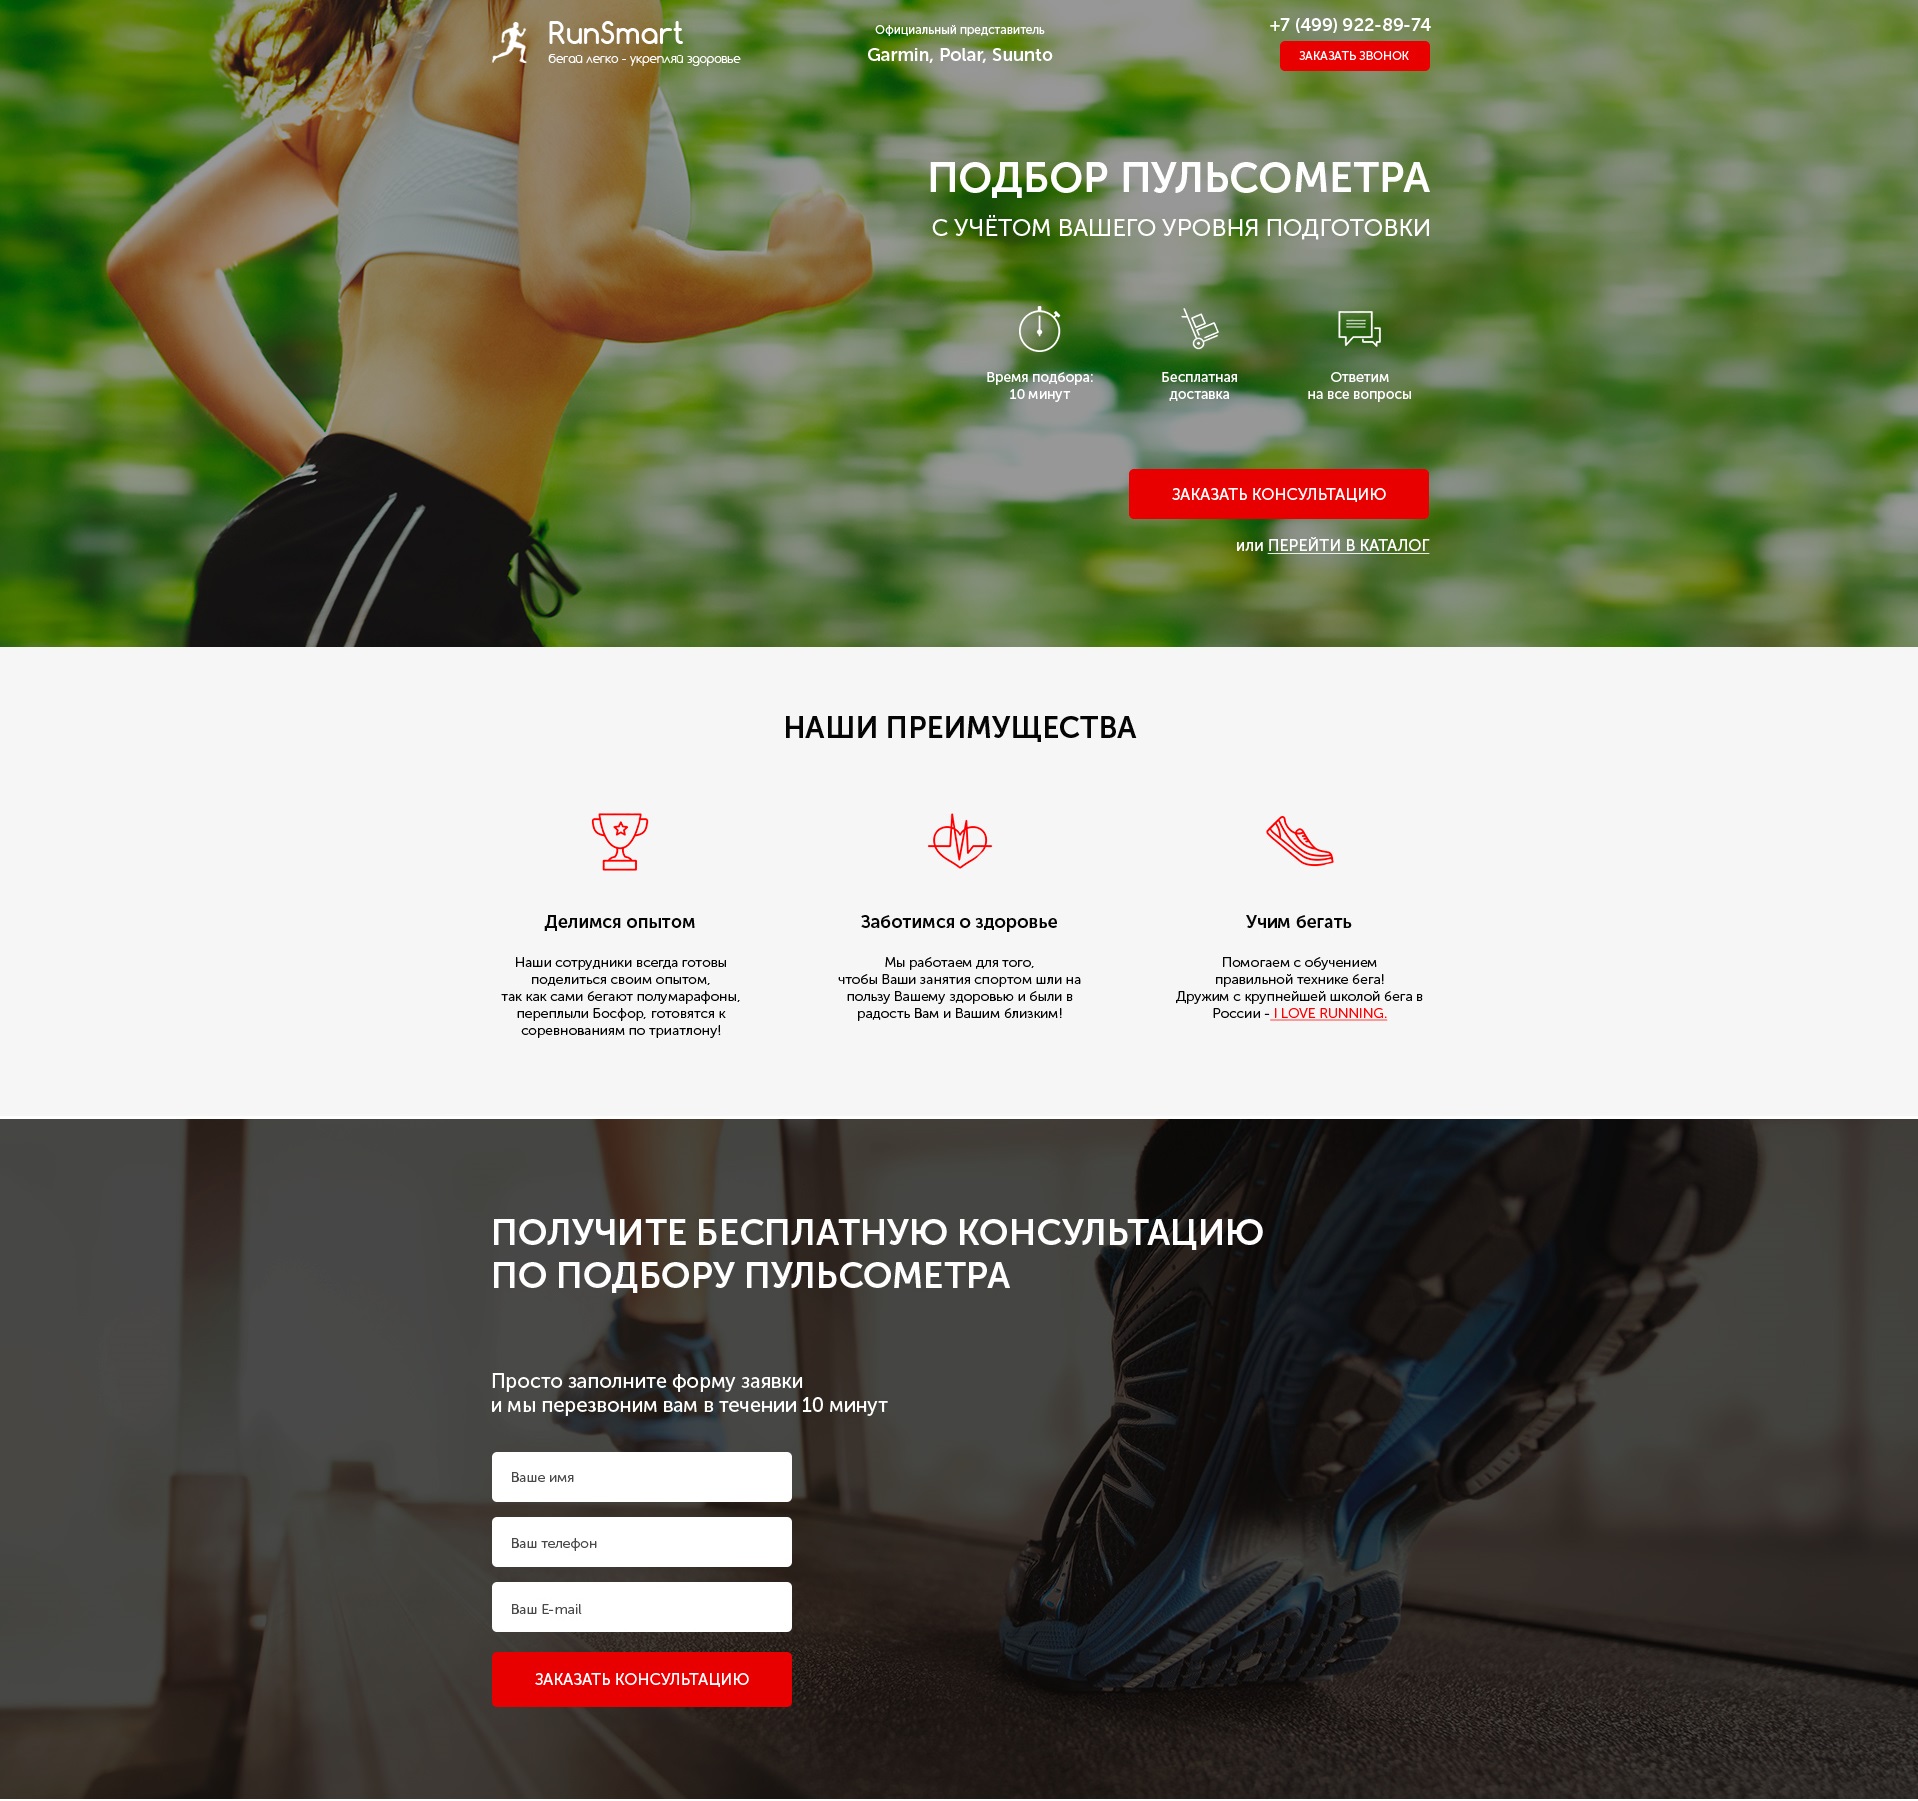 RunSmart
бегай легко - укрепляй здоровье
Официальный представитель
Garmin, Polar, Suunto
+7 (499) 922-89-74
ЗАКАЗАТЬ ЗВОНОК
ПОДБОР ПУЛЬСОМЕТРА
С УЧЁТОМ ВАШЕГО УРОВНЯ ПОДГОТОВКИ
Время подбора:
10 минут
Бесплатная
доставка
Ответим
на все вопросы
ЗАКАЗАТЬ КОНСУЛЬТАЦИЮ
или ПЕРЕЙТИ В КАТАЛОГ
НАШИ ПРЕИМУЩЕСТВА
Делимся опытом
Наши сотрудники всегда готовы
поделиться своим опытом,
так как сами бегают полумарафоны,
переплыли Босфор, готовятся к
соревнованиям по триатлону!
Заботимся о здоровье
Мы работаем для того,
чтобы Ваши занятия спортом шли на
пользу Вашему здоровью и были в
радость Вам и Вашим близким!
Учим бегать
Помогаем с обучением
правильной технике бега!
Дружим с крупнейшей школой бега в
России - I LOVE RUNNING.
ПОЛУЧИТЕ БЕСПЛАТНУЮ КОНСУЛЬТАЦИЮ
ПО ПОДБОРУ ПУЛЬСОМЕТРА
Просто заполните форму заявки
и мы перезвоним вам в течении 10 минут
Ваше имя
Ваш телефон
Ваш E-mail
ЗАКАЗАТЬ КОНСУЛЬТАЦИЮ